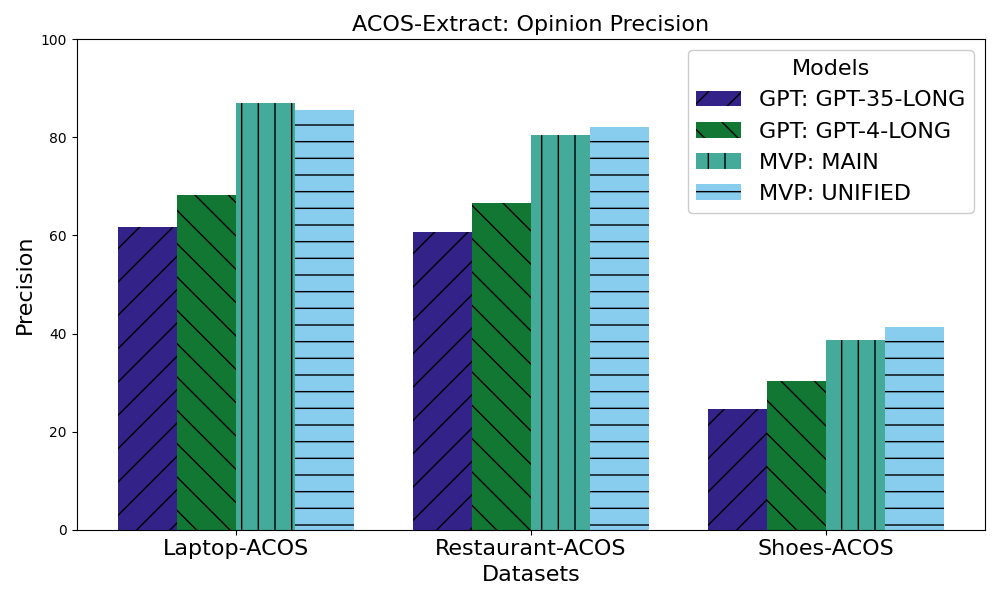 ACOS-Extract: Opinion Precision
Models
GPT: GPT-35-LONG
GPT: GPT-4-LONG
MVP: MAIN
MVP: UNIFIED
Precision
100
80
60
40
20
0
Laptop-ACOS
Restaurant-ACOS
Shoes-ACOS
Datasets